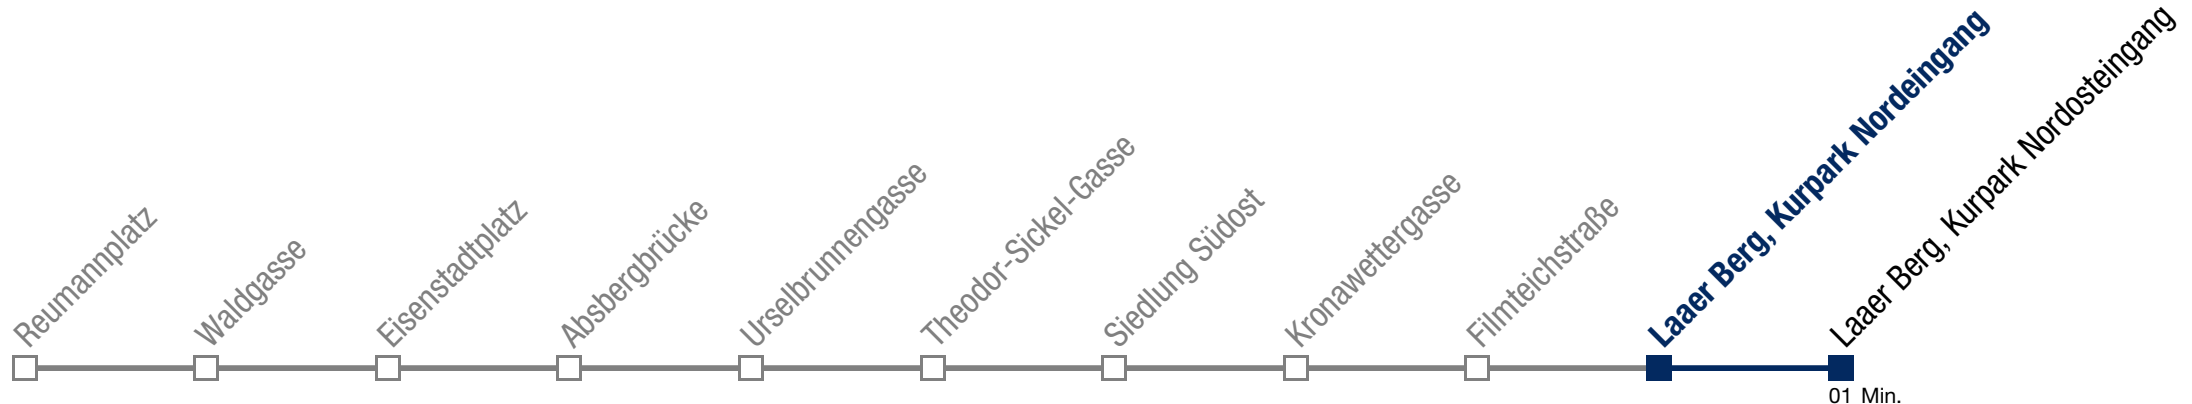 Reumannplatz
Waldgasse
Eisenstadtplatz
Absbergbrücke
Urselbrunnengasse
Theodor-Sickel-Gasse
Siedlung Südost
Kronawettergasse
Filmteichstraße
Laaer Berg, Kurpark Nordeingang
Laaer Berg, Kurpark Nordosteingang
01 Min.